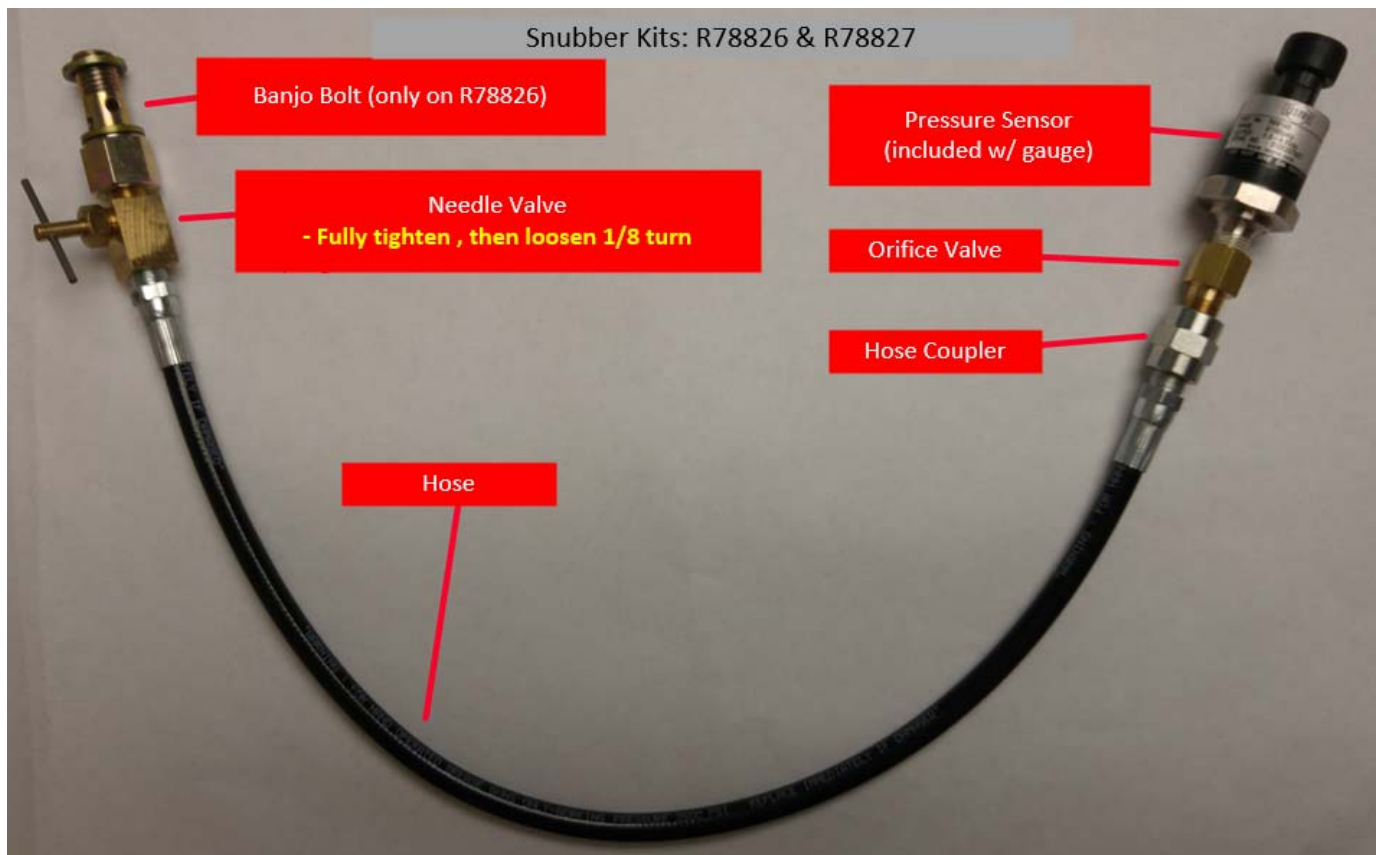 Snubber Kits: R78826 & R78827
Banjo Bolt (only on R78826)
Needle Valve
- Fully tighten , then loosen 1/8 turn
Pressure Sensor
(included w/ gauge)
Orifice Valve
Hose Coupler
Hose